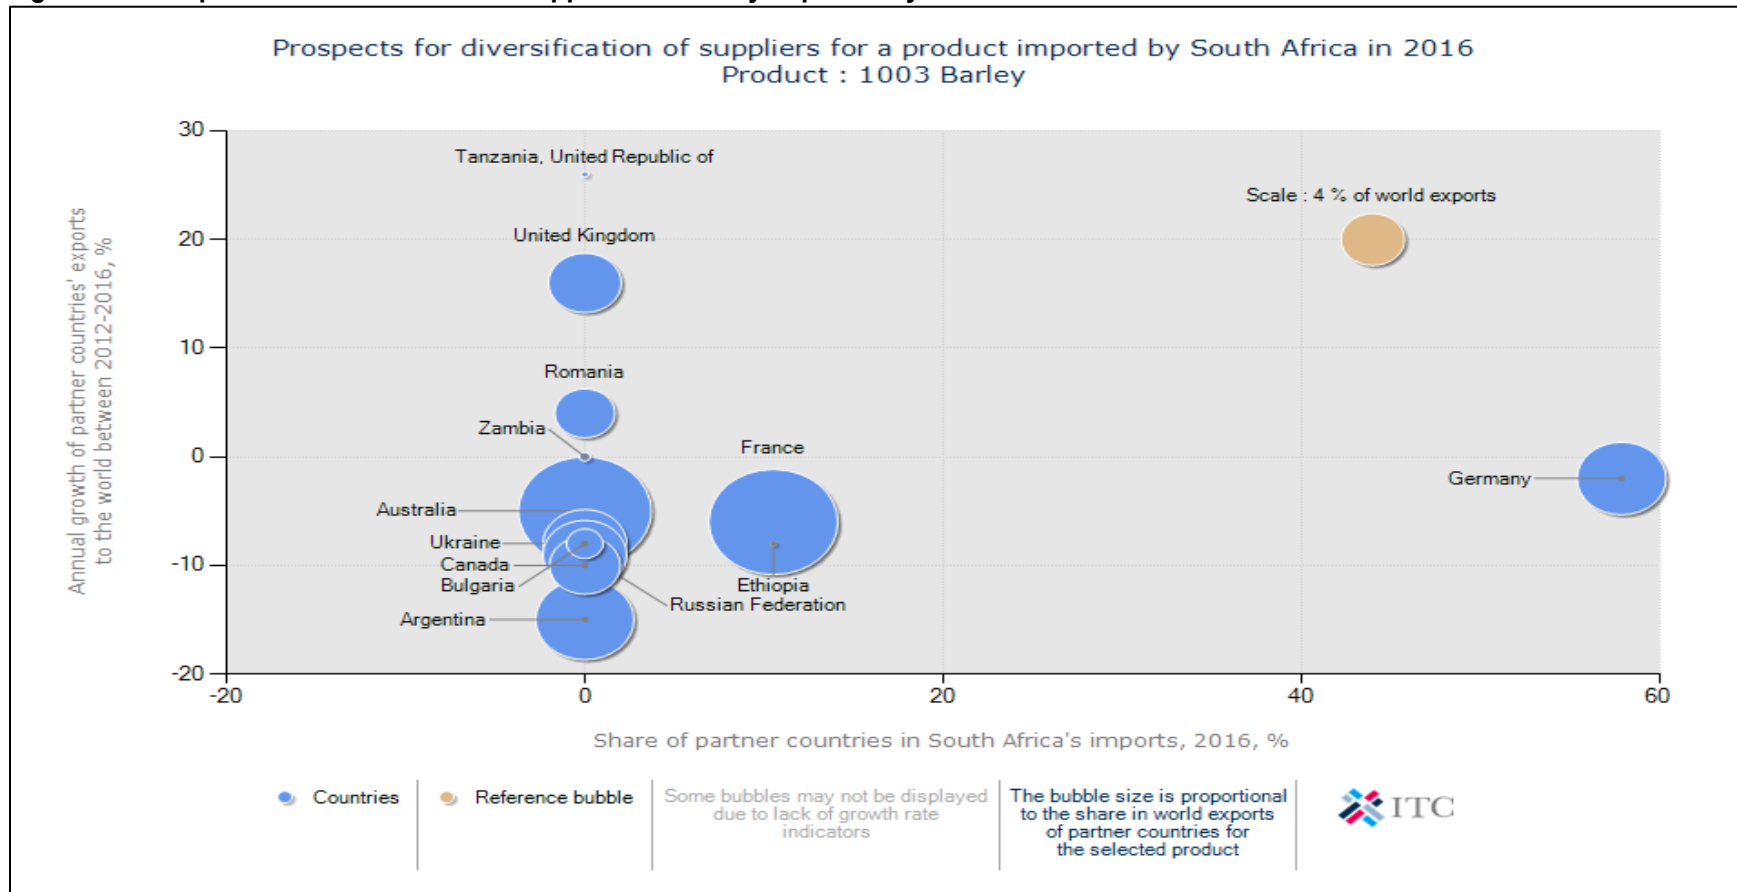 Prospects for diversification of suppliers for a product imported by South Africa in 2016
Product : 1003 Barley
Annual growth of partner countries' exports
to the world between 2012-2016, %
30
20
10
0
-10
-20
Tanzania, United Republic of
Scale : 4 % of world exports
United Kingdom
Romania
Zambia
France
Germany
Australia
Ukraine
Canada
Bulgaria
Ethiopia
Russian Federation
Argentina
-20
0
20
40
60
Share of partner countries in South Africa's imports, 2016, %
Countries
Reference bubble
Some bubbles may not be displayed
due to lack of growth rate
indicators
The bubble size is proportional
to the share in world exports
of partner countries for
the selected product
ITC